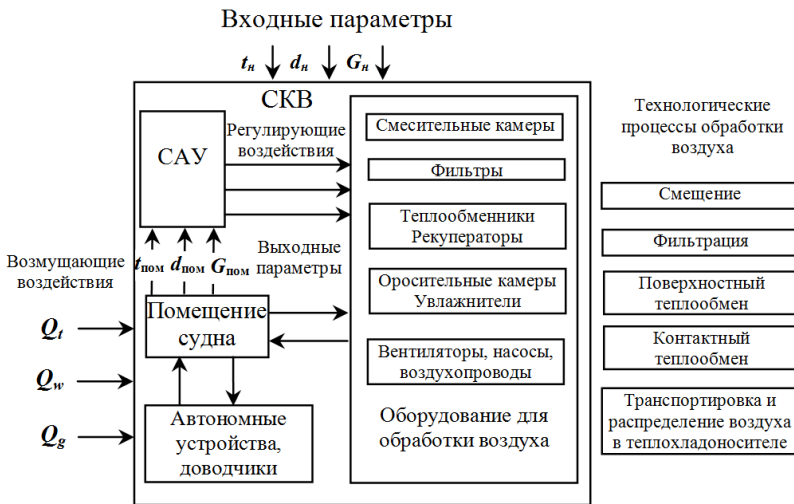 Входные параметры
tн dн Gн
СКВ
САУ
Регулирующие
воздействия
Смесительные камеры
Фильтры
Теплообменники
Рекуператоры
Оросительные камеры
Увлажнители
Вентиляторы, насосы,
воздухопроводы
Оборудование для
обработки воздуха
Выходные
параметры
tпом dпом Gпом
Возмущающие
воздействия
Qt
Qw
Qg
Помещение
судна
Автономные
устройства,
доводчики
Технологические
процессы обработки
воздуха
Смещение
Фильтрация
Поверхностный
теплообмен
Контактный
теплообмен
Транспортировка и
распределение воздуха
в теплохладоносителе